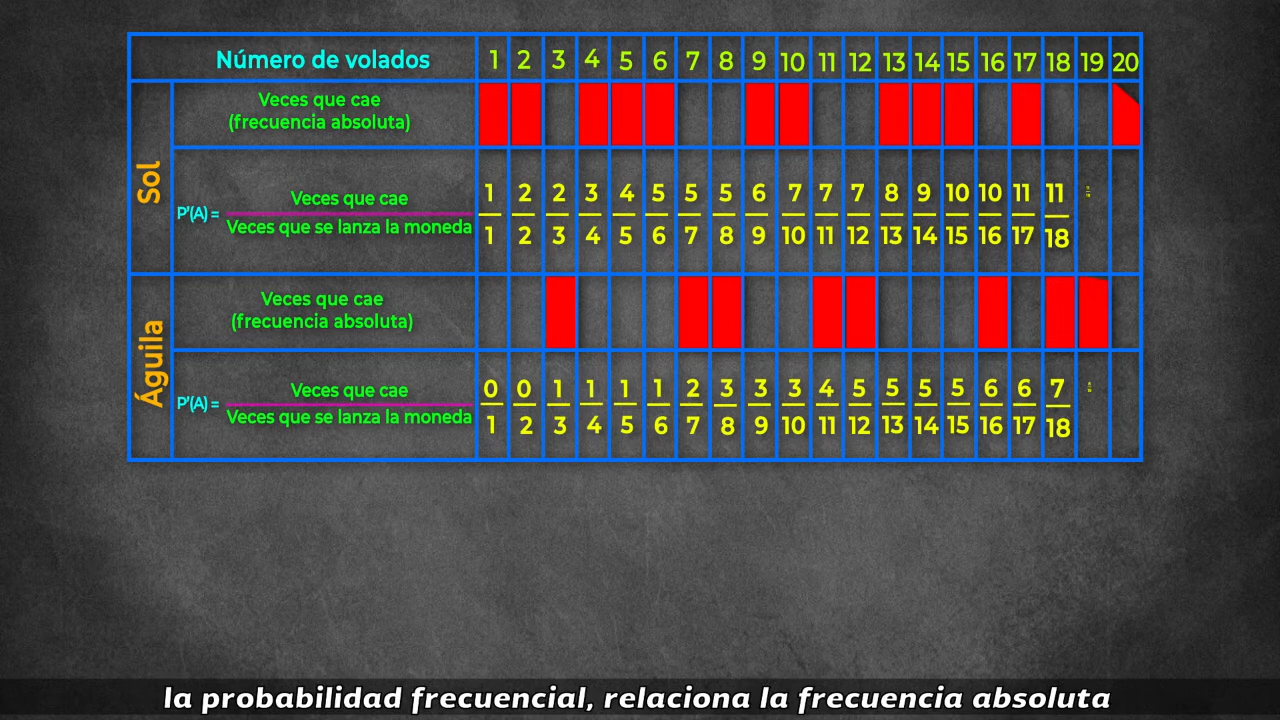 Número de volados 1 2 3 4 5 6 7 8 9 10 11 12 13 14 15 16 17 18 19 20
Sol
Veces que cae
(frecuencia absoluta)
P'(A) =
Veces que cae
Veces que se lanza la moneda
1 2 2 3 4 5 5 5 6 7 7 7 8 9 10 10 11 11
1 2 3 4 5 6 7 8 9 10 11 12 13 14 15 16 17 18
Águila
Veces que cae
(frecuencia absoluta)
P'(A) =
Veces que cae
Veces que se lanza la moneda
0 0 1 1 1 1 2 3 3 3 4 5 5 5 5 6 6 7
1 2 3 4 5 6 7 8 9 10 11 12 13 14 15 16 17 18
la probabilidad frecuencial, relaciona la frecuencia absoluta